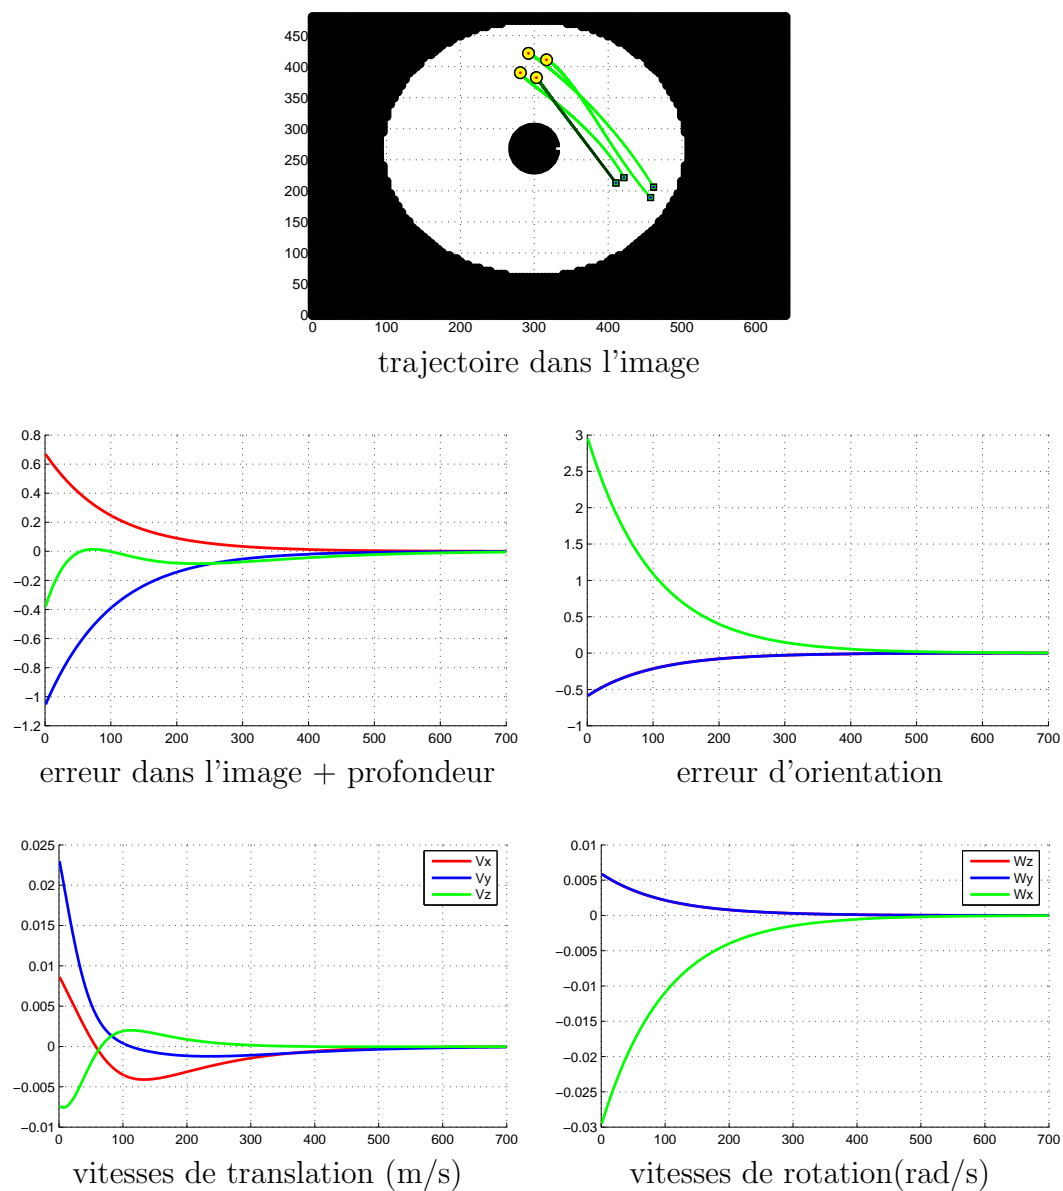 450
400
350
300
250
200
150
100
50
0
0 100 200 300 400 500 600
trajectoire dans l'image
0.8
0.6
0.4
0.2
0
−0.2
−0.4
−0.6
−0.8
−1
−1.2
0 100 200 300 400 500 600 700
erreur dans l'image + profondeur
3
2.5
2
1.5
1
0.5
0
−0.5
−1
0 100 200 300 400 500 600 700
erreur d'orientation
0.025
0.02
0.015
0.01
0.005
0
−0.005
−0.01
0 100 200 300 400 500 600 700
Vx
Vy
Vz
vitesses de translation (m/s)
0.01
0.005
0
−0.005
−0.01
−0.015
−0.02
−0.025
−0.03
0 100 200 300 400 500 600 700
Wz
Wy
Wx
vitesses de rotation(rad/s)